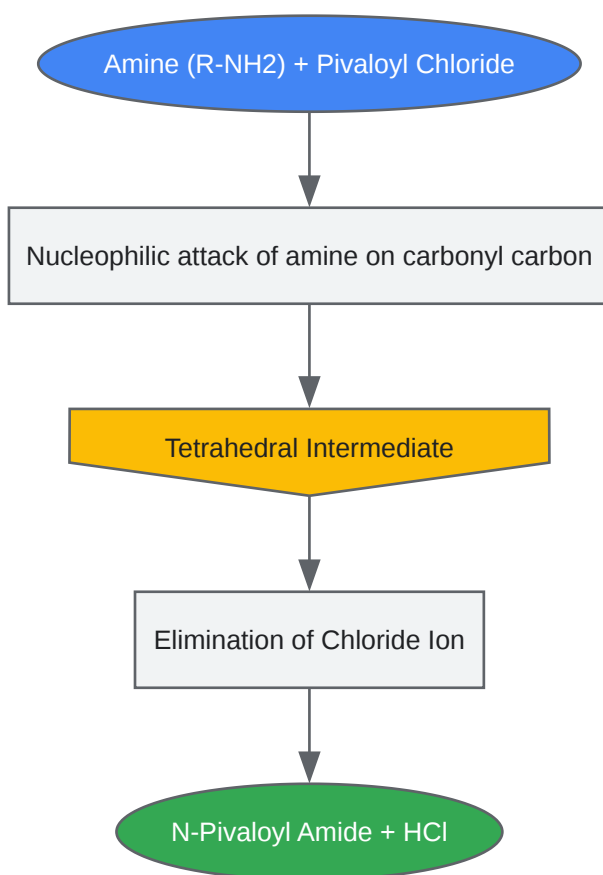 Amine (R-NH2) + Pivaloyl Chloride
Nucleophilic attack of amine on carbonyl carbon
Tetrahedral Intermediate
Elimination of Chloride Ion
N-Pivaloyl Amide + HCl